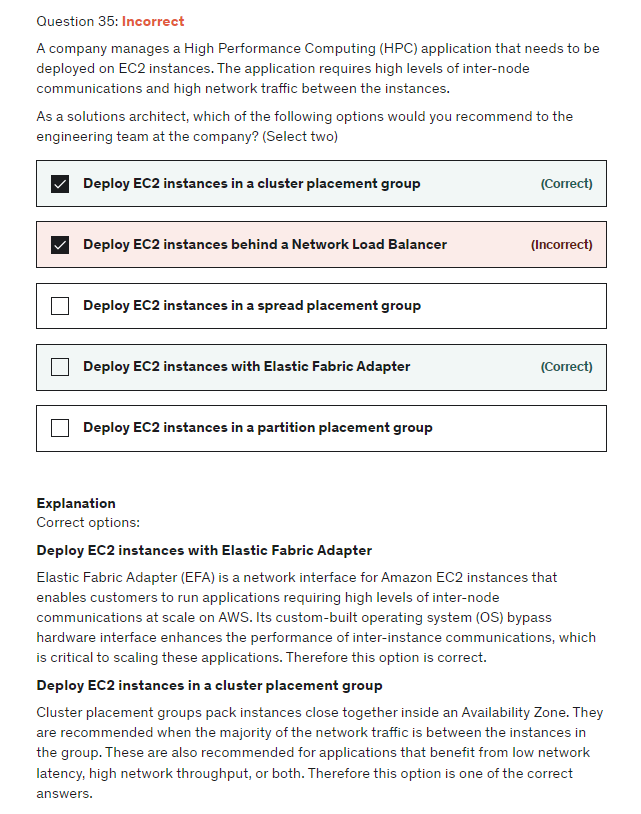 Question 35: Incorrect
A company manages a High Performance Computing (HPC) application that needs to be
deployed on EC2 instances. The application requires high levels of inter-node
communications and high network traffic between the instances.
As a solutions architect, which of the following options would you recommend to the
engineering team at the company? (Select two)
Deploy EC2 instances in a cluster placement group (Correct)
Deploy EC2 instances behind a Network Load Balancer (Incorrect)
Deploy EC2 instances in a spread placement group
Deploy EC2 instances with Elastic Fabric Adapter (Correct)
Deploy EC2 instances in a partition placement group
Explanation
Correct options:
Deploy EC2 instances with Elastic Fabric Adapter
Elastic Fabric Adapter (EFA) is a network interface for Amazon EC2 instances that
enables customers to run applications requiring high levels of inter-node
communications at scale on AWS. Its custom-built operating system (OS) bypass
hardware interface enhances the performance of inter-instance communications, which
is critical to scaling these applications. Therefore this option is correct.
Deploy EC2 instances in a cluster placement group
Cluster placement groups pack instances close together inside an Availability Zone. They
are recommended when the majority of the network traffic is between the instances in
the group. These are also recommended for applications that benefit from low network
latency, high network throughput, or both. Therefore this option is one of the correct
answers.